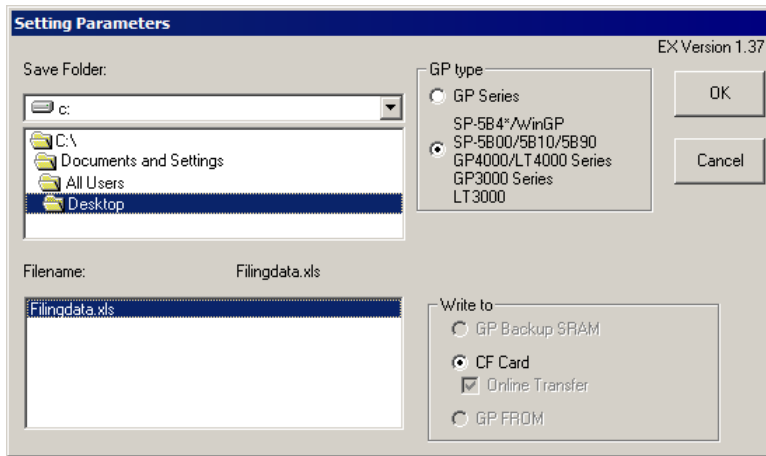 Setting Parameters
EX Version 1.37
Save Folder:
c:
C:\
Documents and Settings
All Users
Desktop
GP type
GP Series
SP-5B4*/WinGP
SP-5B00/5B10/5B90
GP4000/LT4000 Series
GP3000 Series
LT3000
OK
Cancel
Filename: Filingdata.xls
Filingdata.xls
Write to
GP Backup SRAM
CF Card
Online Transfer
GP FROM